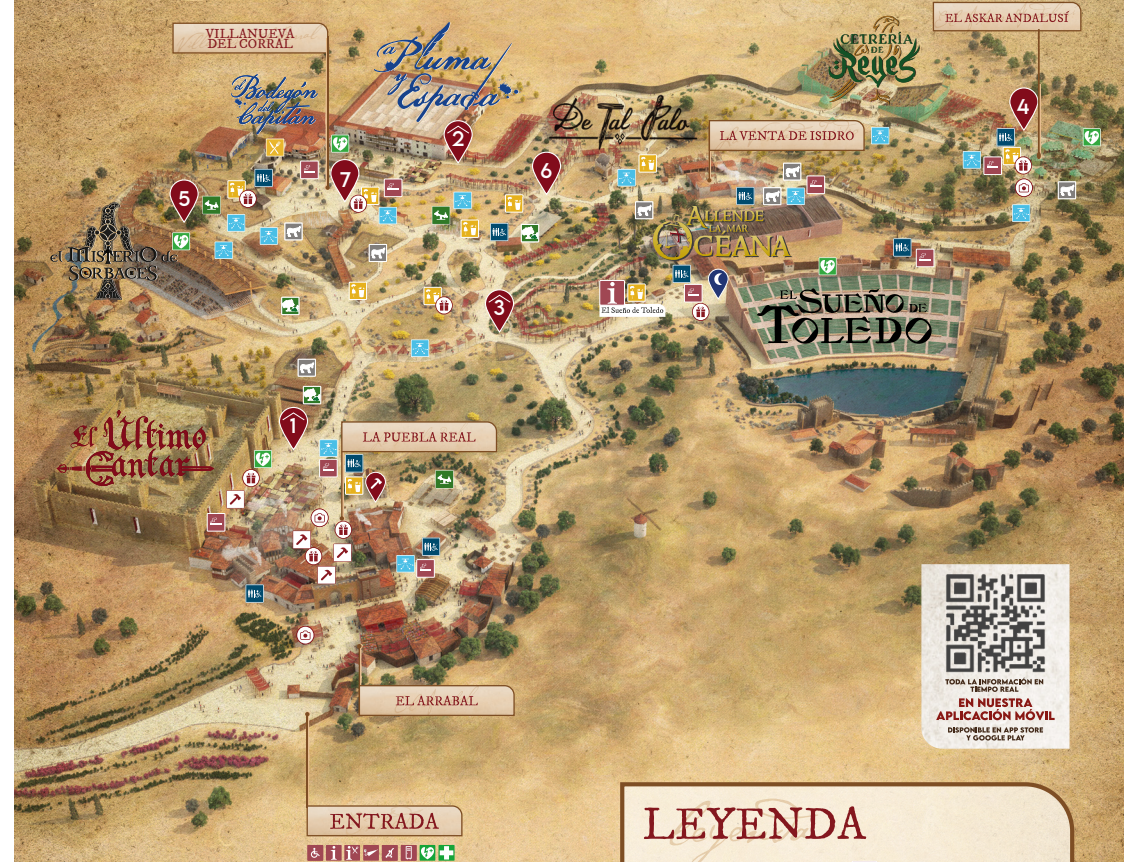 VILLANUEVA
DEL CORRAL
a Pluma
y Espada
EL ASKAR ANDALUSÍ
CETRERÍA
DE
Reyes
a Bodegón
del
Capitán
De Tal Palo
LA VENTA DE ISIDRO
4
2
6
7
5
ALLENDE
LA MAR
OCEANA
el MISTERIO de
SORBACES
i
El Sueño de Toledo
EL SUEÑO DE
TOLEDO
3
1
El Último
Cantar
LA PUEBLA REAL
EL ARRABAL
TODA LA INFORMACIÓN EN
TIEMPO REAL
EN NUESTRA
APLICACIÓN MÓVIL
DISPONIBLE EN APP STORE
Y GOOGLE PLAY
ENTRADA
LEYENDA